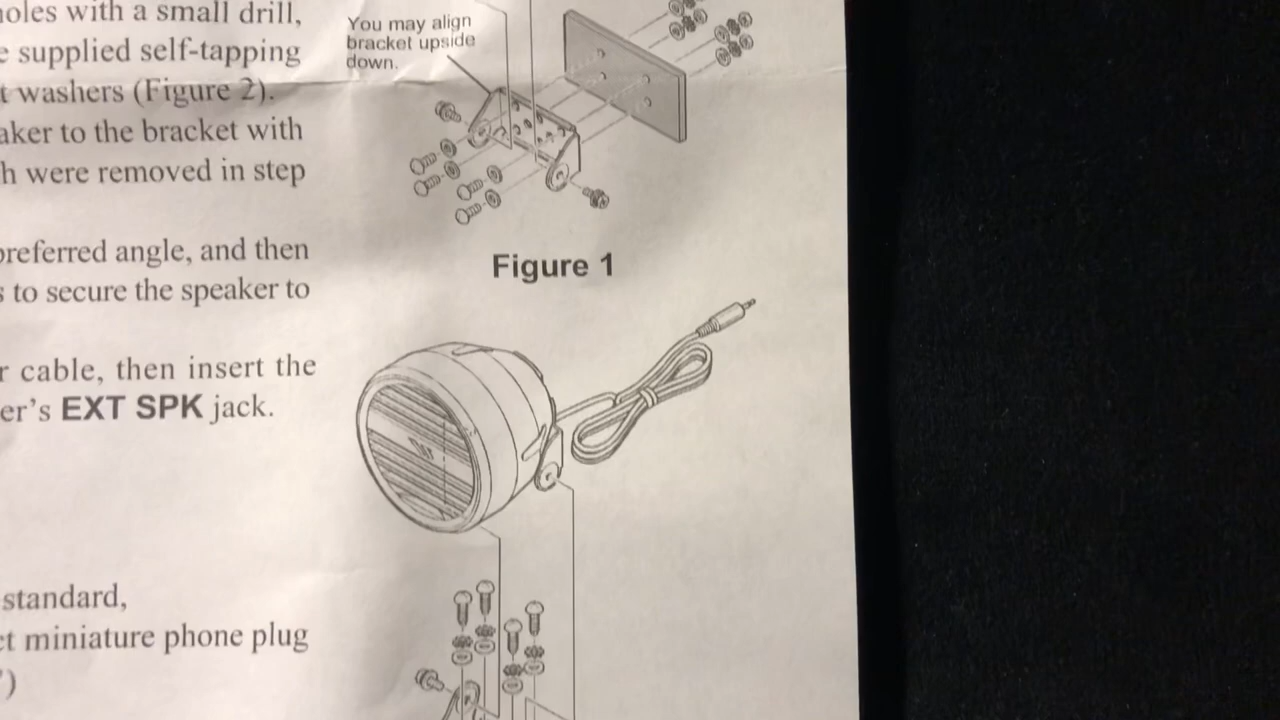 holes with a small drill,
supplied self-tapping
washers (Figure 2).
to the bracket with
were removed in step
preferred angle, and then
to secure the speaker to
cable, then insert the
EXT SPK jack.
standard,
miniature phone plug
)
You may align
bracket upside
down.
Figure 1